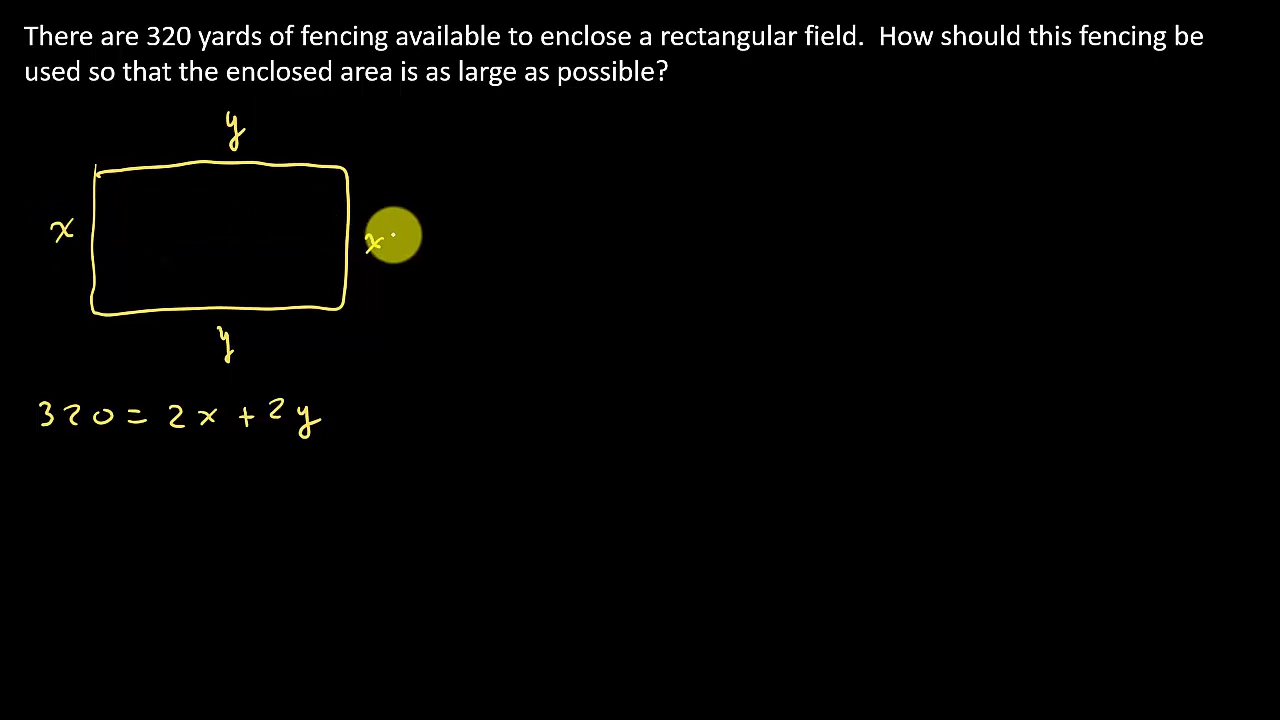 There are 320 yards of fencing available to enclose a rectangular field. How should this fencing be
used so that the enclosed area is as large as possible?
y
x
x
y
320 = 2x + 2y